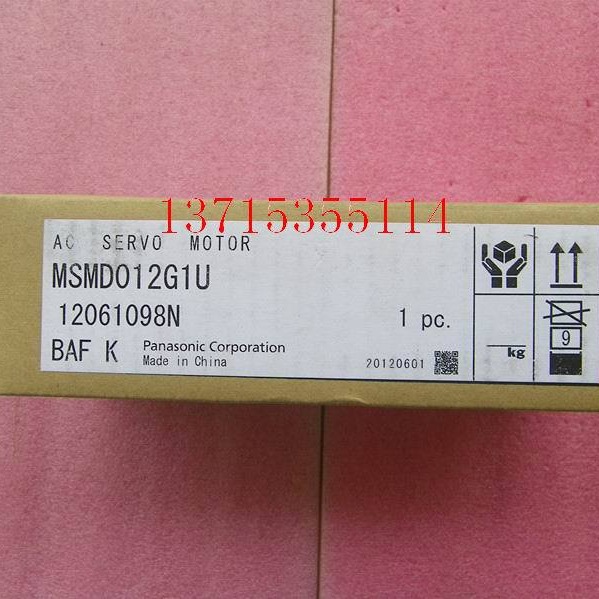 13715355114
AC SERVO MOTOR
MSMD012G1U
12061098N
1 pc.
BAF K
Panasonic Corporation
Made in China
20120601
kg
9